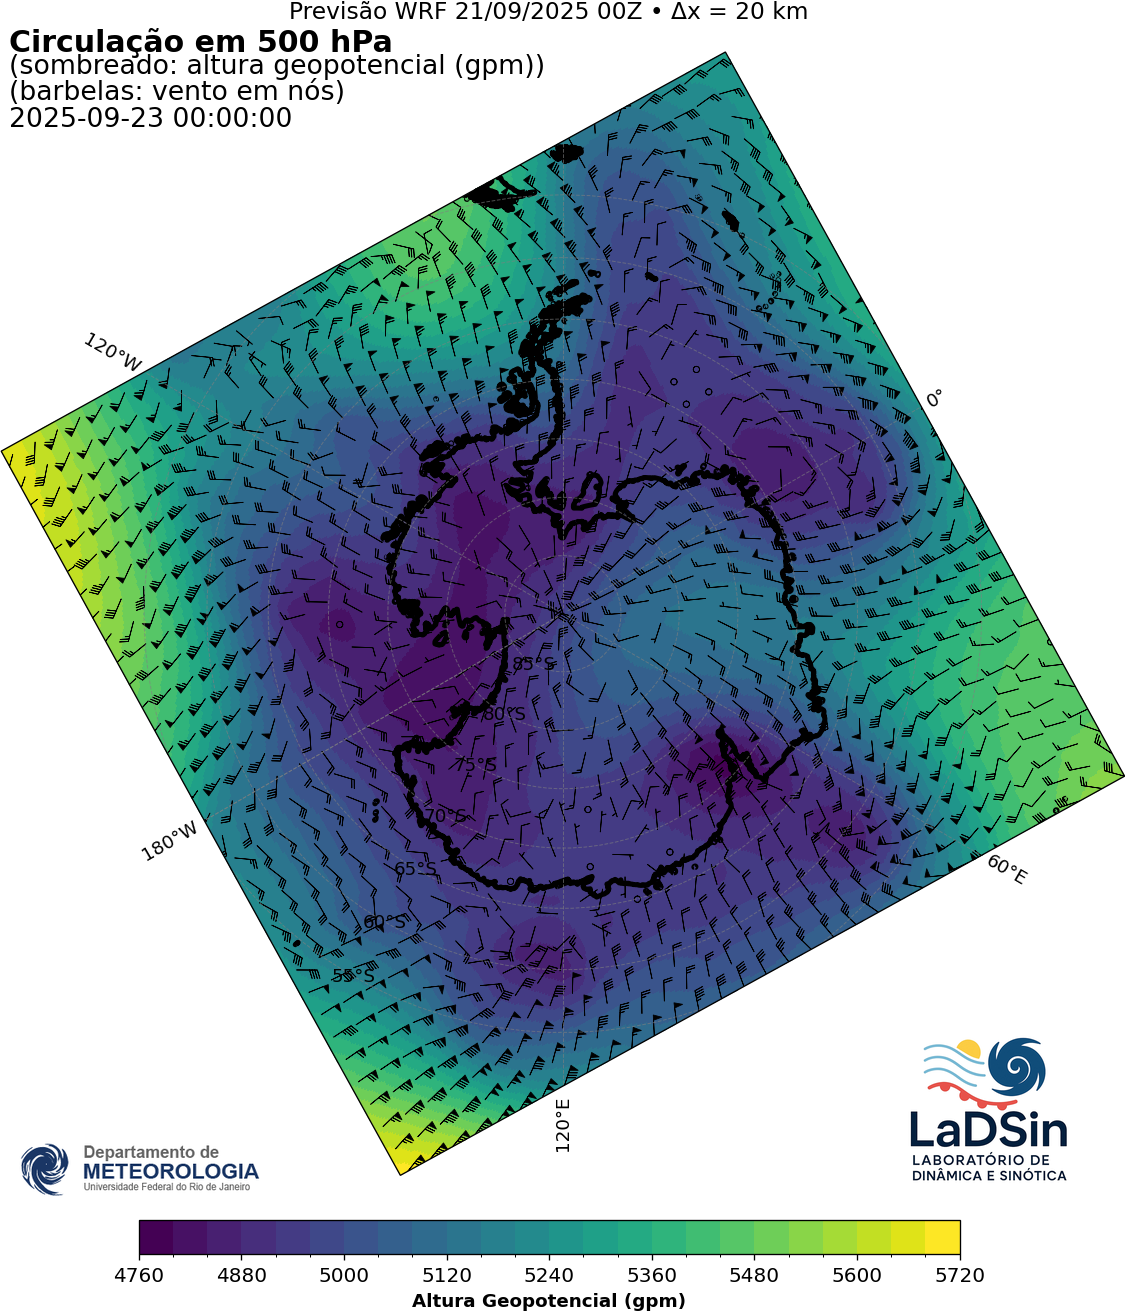 Previsão WRF 21/09/2025 00Z • Δx = 20 km
Circulação em 500 hPa
(sombreado: altura geopotencial (gpm))
(barbelas: vento em nós)
2025-09-23 00:00:00
120°W
0°
85°S
80°S
75°S
70°S
180°W
65°S
60°E
60°S
55°S
120°E
LaDSin
LABORATÓRIO DE
DINÂMICA E SINÓTICA
Departamento de
METEOROLOGIA
Universidade Federal do Rio de Janeiro
4760 4880 5000 5120 5240 5360 5480 5600 5720
Altura Geopotencial (gpm)